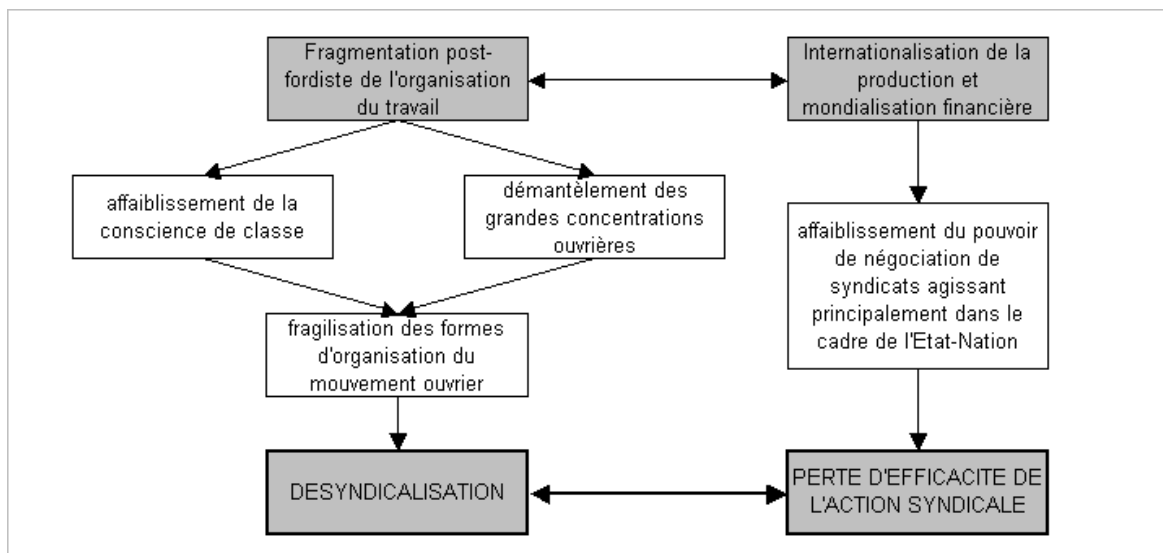 Fragmentation post-
fordiste de l'organisation
du travail
Internationalisation de la
production et
mondialisation financière
affaiblissement de la
conscience de classe
démantèlement des
grandes concentrations
ouvrières
affaiblissement du pouvoir
de négociation de
syndicats agissant
principalement dans le
cadre de l'Etat-Nation
fragilisation des formes
d'organisation du
mouvement ouvrier
DESYNDICALISATION
PERTE D'EFFICACITE DE
L'ACTION SYNDICALE